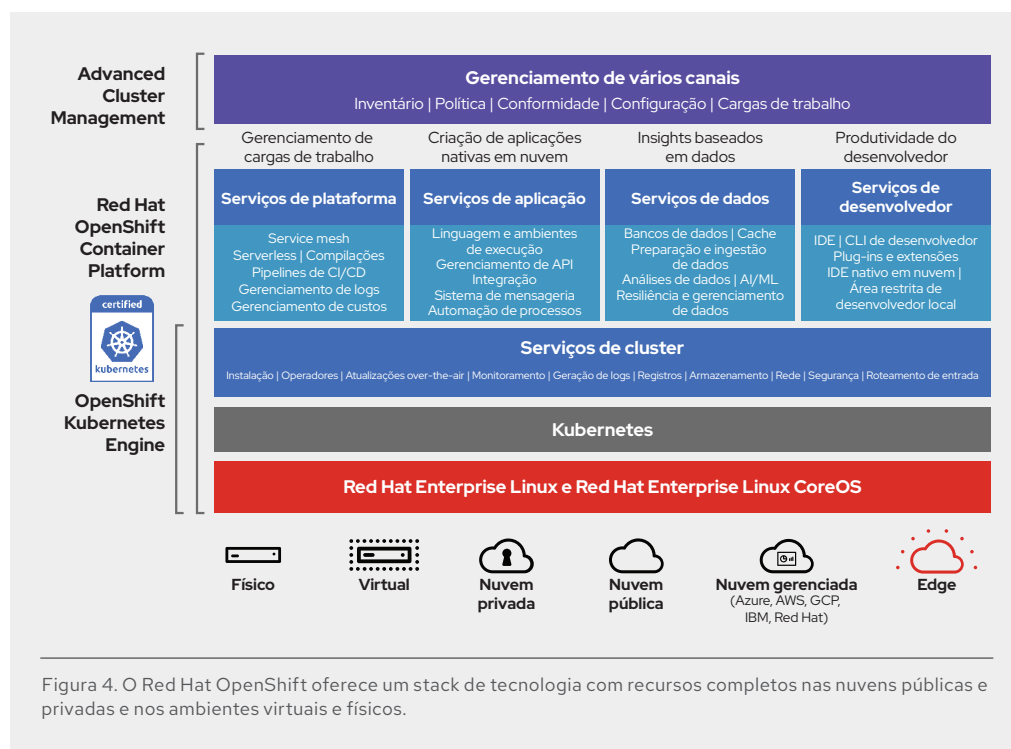 Advanced
Cluster
Management
Gerenciamento de vários canais
Inventário | Política | Conformidade | Configuração | Cargas de trabalho
Gerenciamento de
cargas de trabalho
Criação de aplicações
nativas em nuvem
Insights baseados
em dados
Produtividade do
desenvolvedor
Red Hat
OpenShift
Container
Platform
Serviços de plataforma
Service mesh
Serverless | Compilações
Pipelines de CI/CD
Gerenciamento de logs
Gerenciamento de custos
Serviços de aplicação
Linguagem e ambientes
de execução
Gerenciamento de API
Integração
Sistema de mensageria
Automação de processos
Serviços de dados
Bancos de dados | Cache
Preparação e ingestão
de dados
Análises de dados | AI/ML
Resiliência e gerenciamento
de dados
Serviços de
desenvolvedor
IDE | CLI de desenvolvedor
Plug-ins e extensões
IDE nativo em nuvem |
Área restrita de
desenvolvedor local
certified
kubernetes
OpenShift
Kubernetes
Engine
Serviços de cluster
Instalação | Operadores | Atualizações over-the-air | Monitoramento | Geração de logs | Registros | Armazenamento | Rede | Segurança | Roteamento de entrada
Kubernetes
Red Hat Enterprise Linux e Red Hat Enterprise Linux CoreOS
Físico
Virtual
Nuvem
privada
Nuvem
pública
Nuvem gerenciada
(Azure, AWS, GCP,
IBM, Red Hat)
Edge
Figura 4. O Red Hat OpenShift oferece um stack de tecnologia com recursos completos nas nuvens públicas e
privadas e nos ambientes virtuais e físicos.